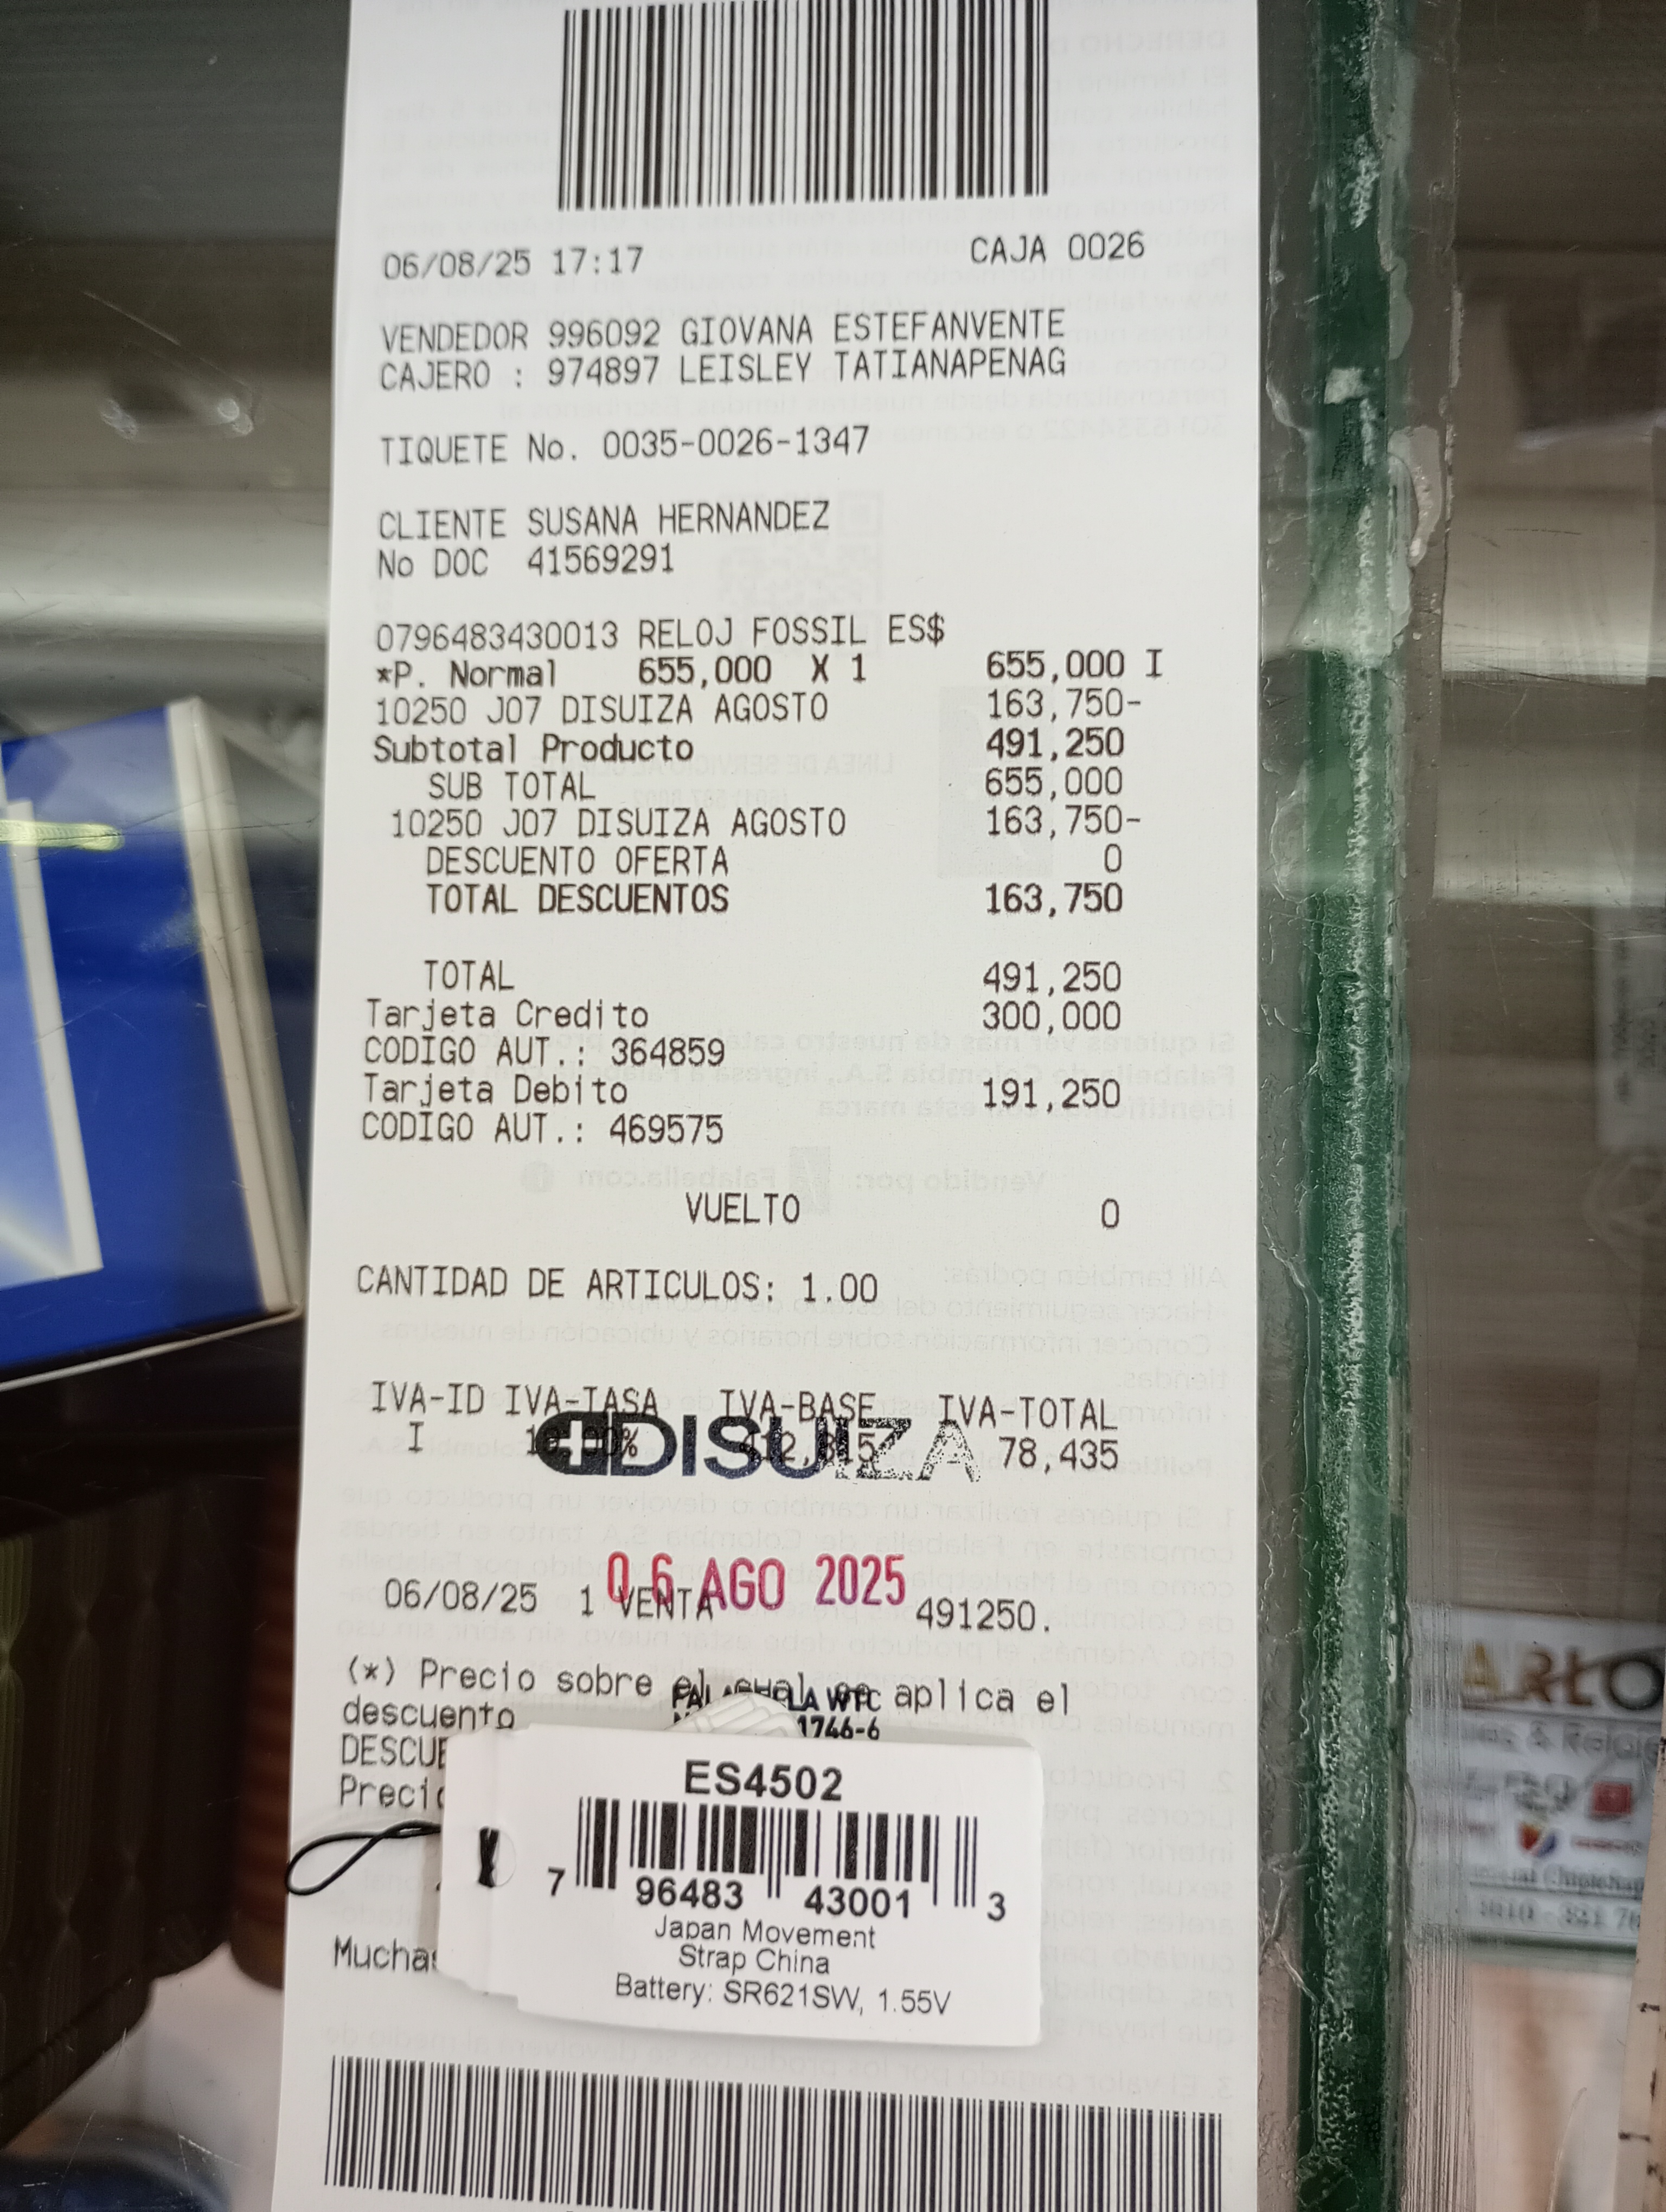 06/08/25 17:17 CAJA 0026
VENDEDOR 996092 GIOVANA ESTEFANVENTE
CAJERO : 974897 LEISLEY TATIANAPENAG
TIQUETE No. 0035-0026-1347
CLIENTE SUSANA HERNANDEZ
No DOC 41569291
0796483430013 RELOJ FOSSIL ES$
*P. Normal 655,000 X 1 655,000 I
10250 J07 DISUIZA AGOSTO 163,750-
Subtotal Producto 491,250
SUB TOTAL 655,000
10250 J07 DISUIZA AGOSTO 163,750-
DESCUENTO OFERTA 0
TOTAL DESCUENTOS 163,750
TOTAL 491,250
Tarjeta Credito 300,000
CODIGO AUT.: 364859
Tarjeta Debito 191,250
CODIGO AUT.: 469575
VUELTO 0
CANTIDAD DE ARTICULOS: 1.00
IVA-ID IVA-TASA IVA-BASE IVA-TOTAL
I 78,435
DISUIZA
06 AGO 2025
06/08/25 1 VENTA 491250.
(*) Precio sobre el aplica el
descuento
1746-6
ES4502
7 96483 43001 3
Japan Movement
Strap China
Battery: SR621SW, 1.55V